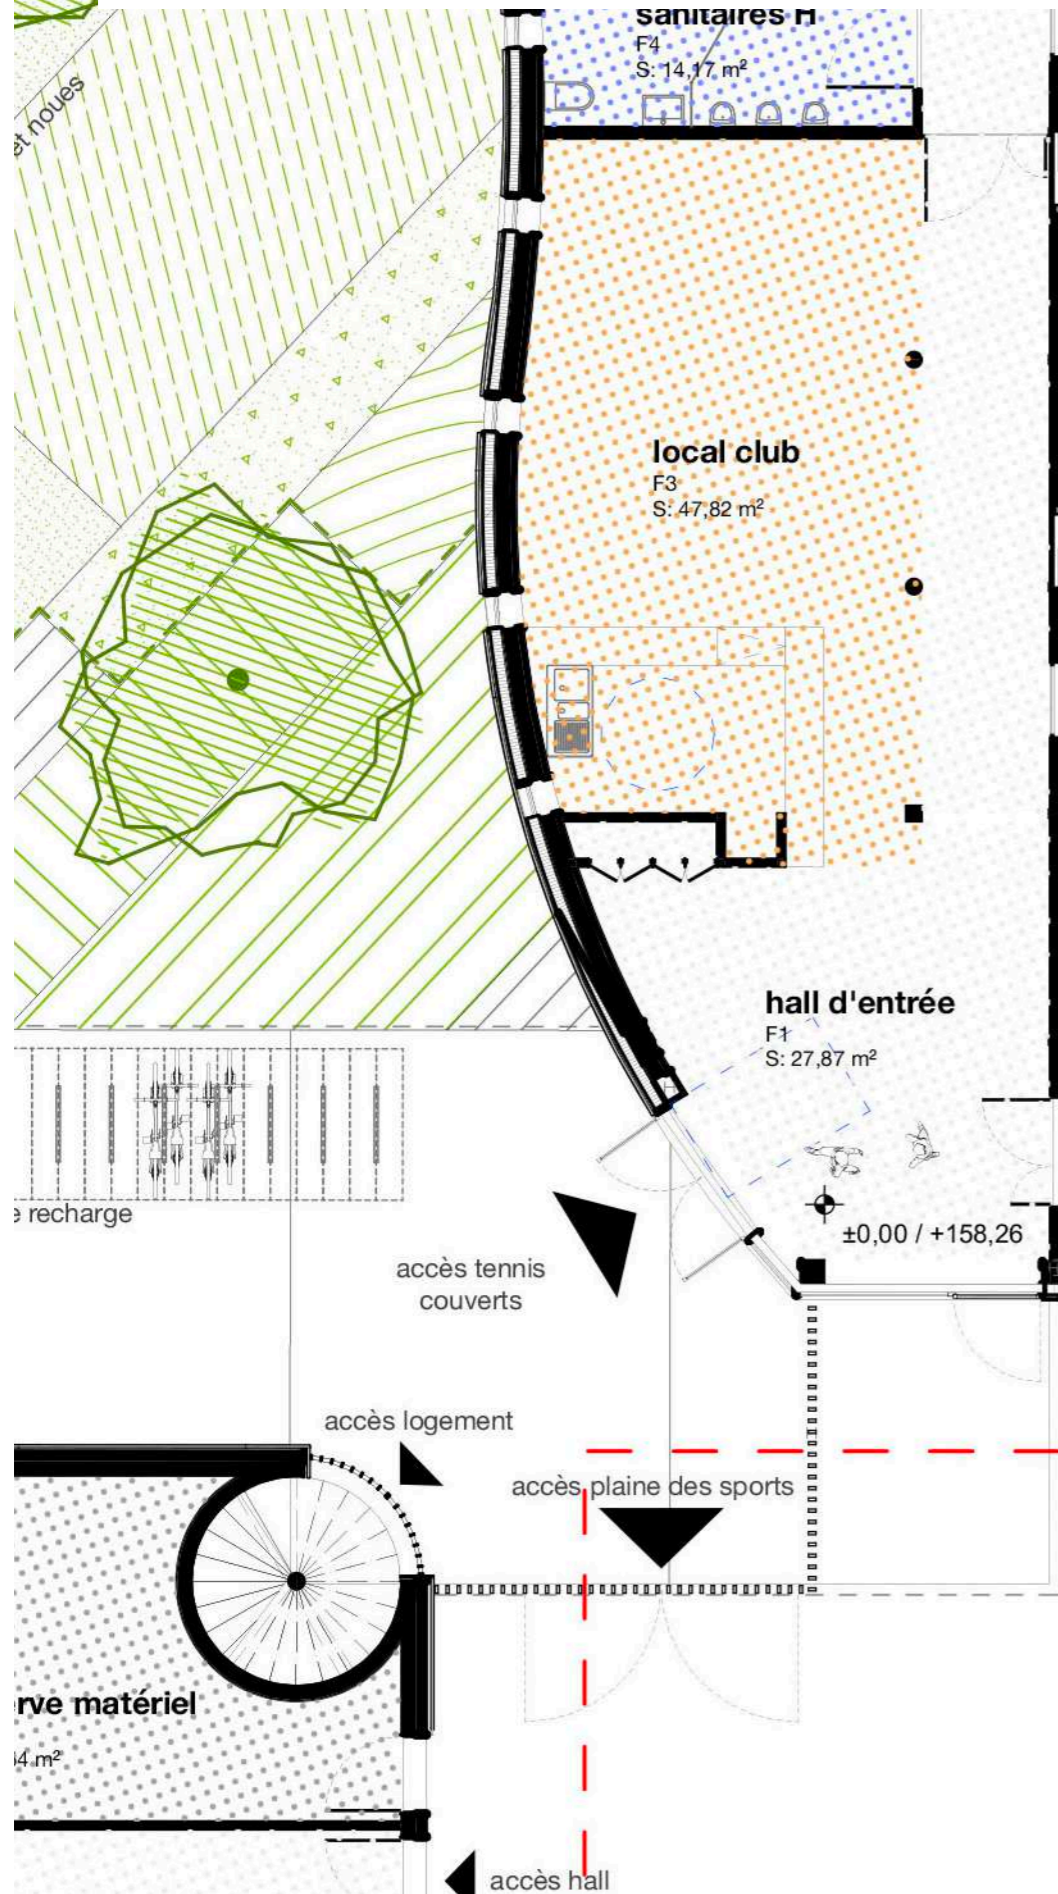 sanitaires H
F4
S: 14,17 m²
et noues
local club
F3
S: 47,82 m²
hall d'entrée
F1
S: 27,87 m²
e recharge
±0,00 / +158,26
accès tennis
couverts
accès logement
accès plaine des sports
rve matériel
4 m²
accès hall